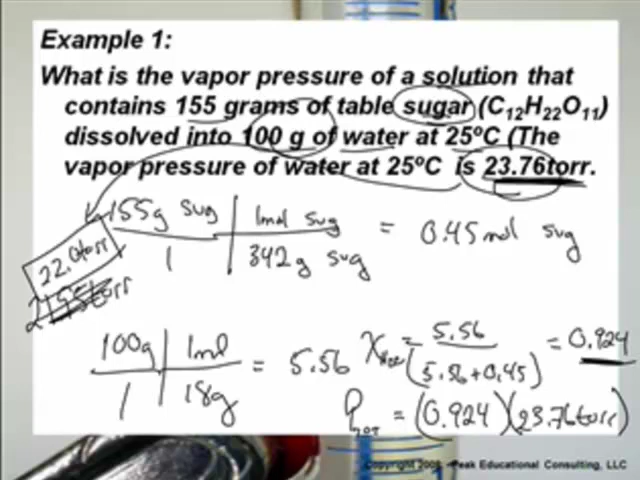 Example 1:
What is the vapor pressure of a solution that
contains 155 grams of table sugar (C₁₂H₂₂O₁₁)
dissolved into 100 g of water at 25ºC (The
vapor pressure of water at 25ºC is 23.76torr.
155g sug | 1mol sug = 0.45mol sug
1 | 342g sug
22.0torr
100g | 1ml = 5.56
1 | 18g
X = 5.56 = 0.924
(5.56+0.45)
P = (0.924)(23.76torr)
Copyright Peak Educational Consulting, LLC